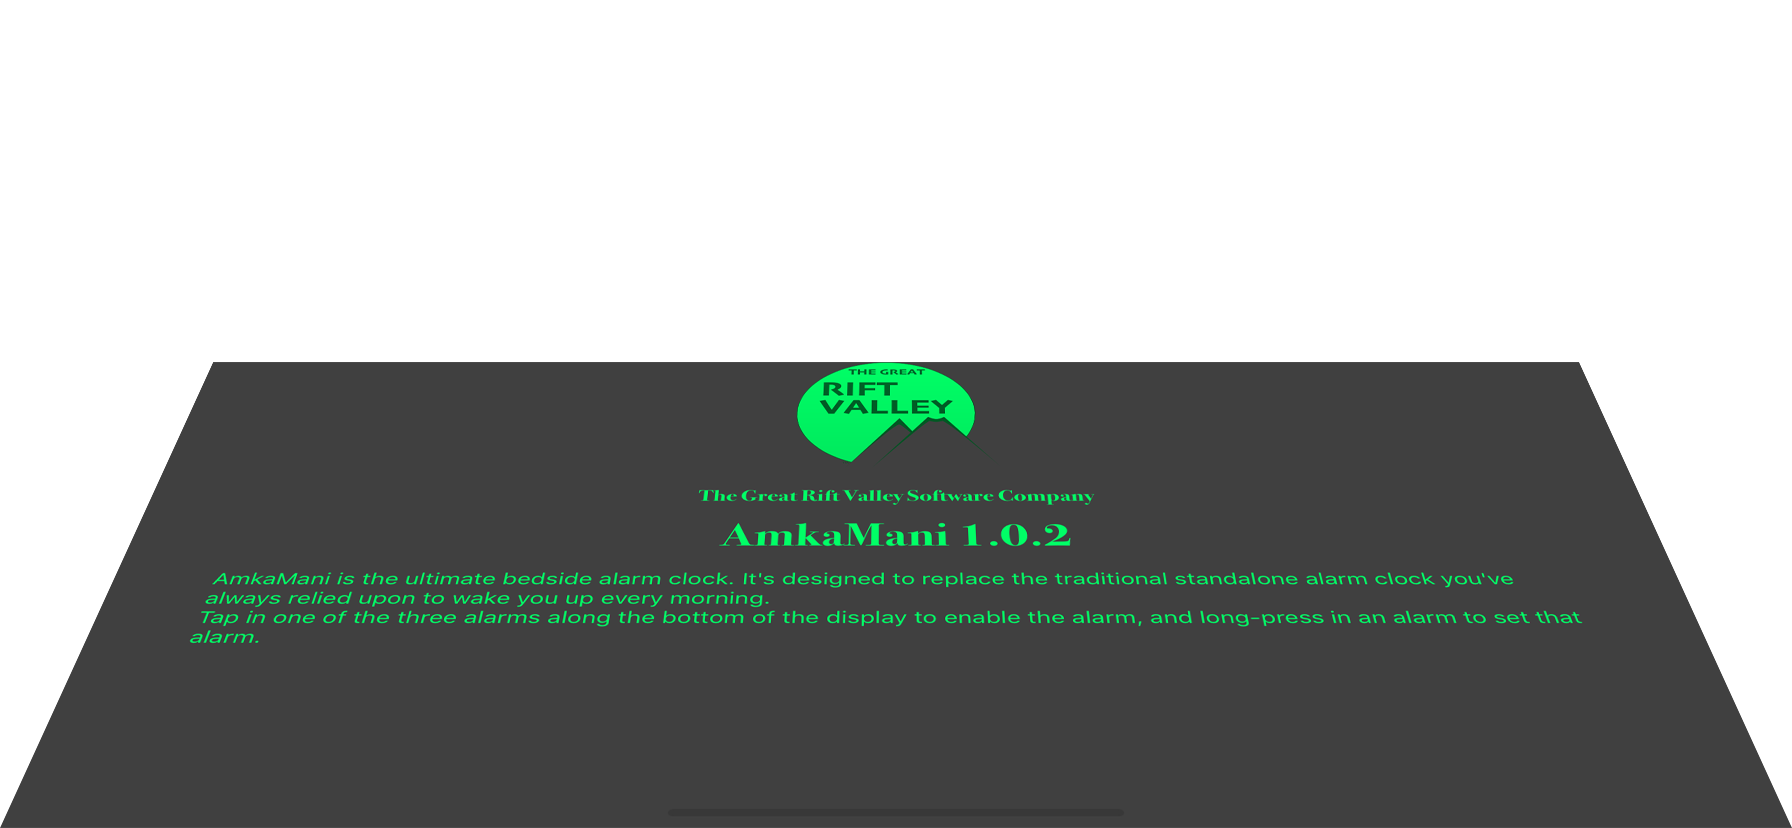 THE GREAT
RIFT
VALLEY
The Great Rift Valley Software Company
AmkaMani 1.0.2
AmkaMani is the ultimate bedside alarm clock. It's designed to replace the traditional standalone alarm clock you've
always relied upon to wake you up every morning.
Tap in one of the three alarms along the bottom of the display to enable the alarm, and long-press in an alarm to set that
alarm.